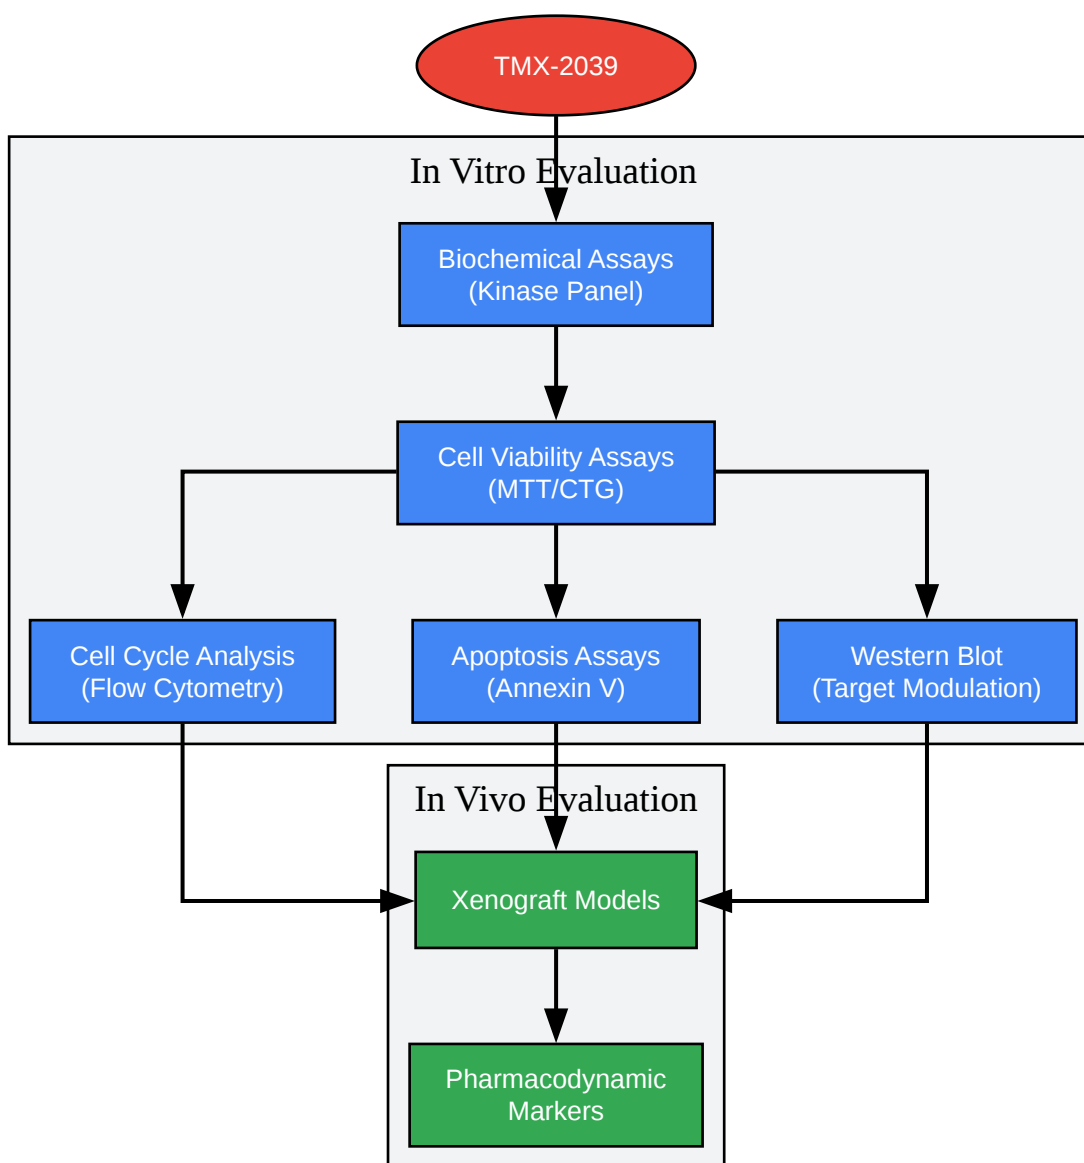 TMX-2039
In Vitro Evaluation
Biochemical Assays
(Kinase Panel)
Cell Viability Assays
(MTT/CTG)
Cell Cycle Analysis
(Flow Cytometry)
Apoptosis Assays
(Annexin V)
Western Blot
(Target Modulation)
In Vivo Evaluation
Xenograft Models
Pharmacodynamic
Markers